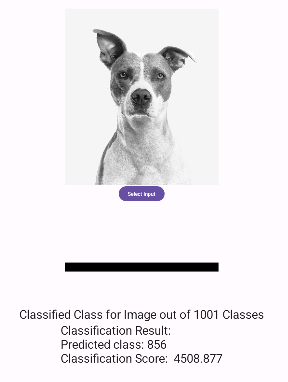 Select Input
Classified Class for Image out of 1001 Classes
Classification Result:
Predicted class: 856
Classification Score: 4508.877